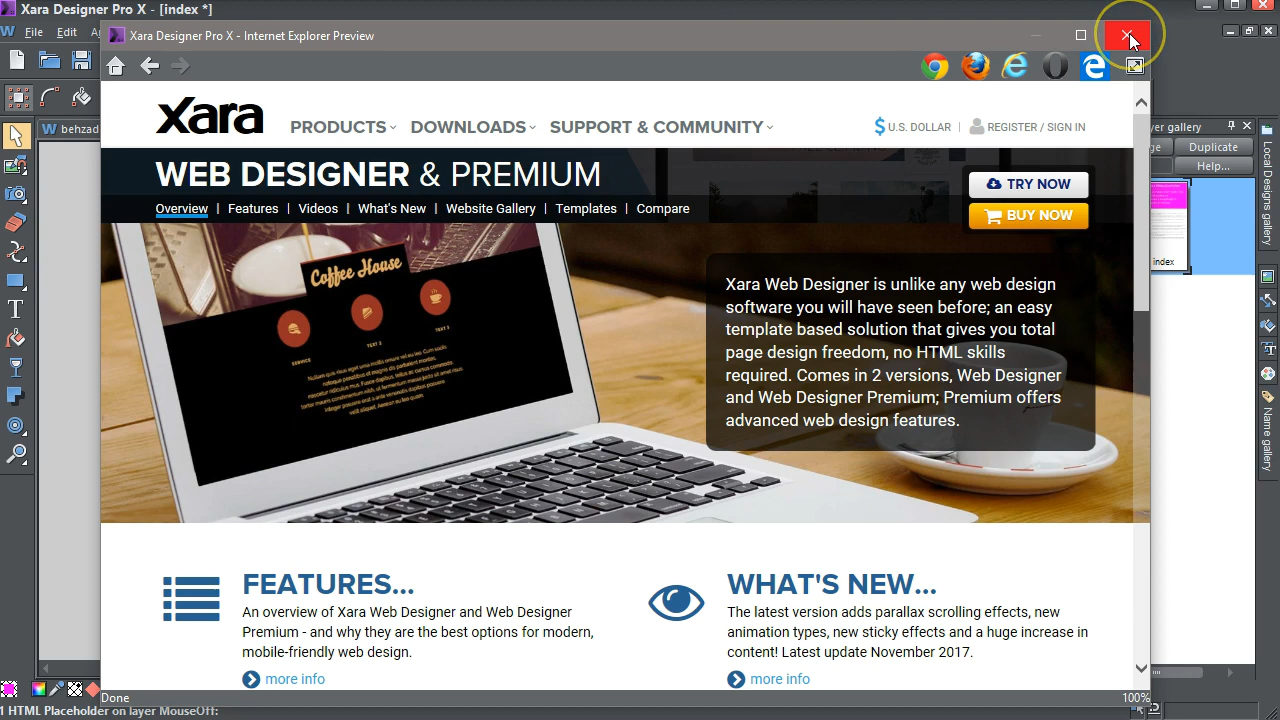 Xara Designer Pro X - [index *]
File Edit
Xara Designer Pro X - Internet Explorer Preview
xara
PRODUCTS DOWNLOADS SUPPORT & COMMUNITY
$ U.S. DOLLAR | REGISTER / SIGN IN
WEB DESIGNER & PREMIUM
TRY NOW
BUY NOW
Overview | Features | Videos | What's New | Website Gallery | Templates | Compare
behzad
yer gallery
ge Duplicate
Help...
index
Local Designs gallery
Name gallery
Coffee House
SERVICE
TEXT 2
TEXT 3
Xara Web Designer is unlike any web design
software you will have seen before; an easy
template based solution that gives you total
page design freedom, no HTML skills
required. Comes in 2 versions, Web Designer
and Web Designer Premium; Premium offers
advanced web design features.
FEATURES...
An overview of Xara Web Designer and Web Designer
Premium - and why they are the best options for modern,
mobile-friendly web design.
more info
WHAT'S NEW...
The latest version adds parallax scrolling effects, new
animation types, new sticky effects and a huge increase in
content! Latest update November 2017.
more info
Done
100%
1 HTML Placeholder on layer MouseOff: